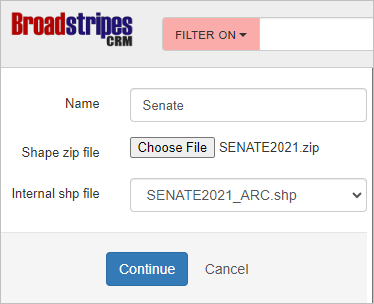 Broadstripes
CRM
FILTER ON
Name
Senate
Shape zip file
Choose File SENATE2021.zip
Internal shp file
SENATE2021_ARC.shp
Continue
Cancel